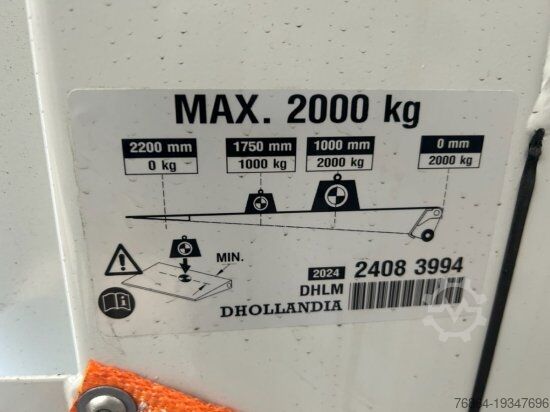 MAX. 2000 kg
2200 mm 1750 mm 1000 mm 0 mm
0 kg 1000 kg 2000 kg 2000 kg
MIN.
2024 2408 3994
DHLM
DHOLLANDIA
76834-19347696